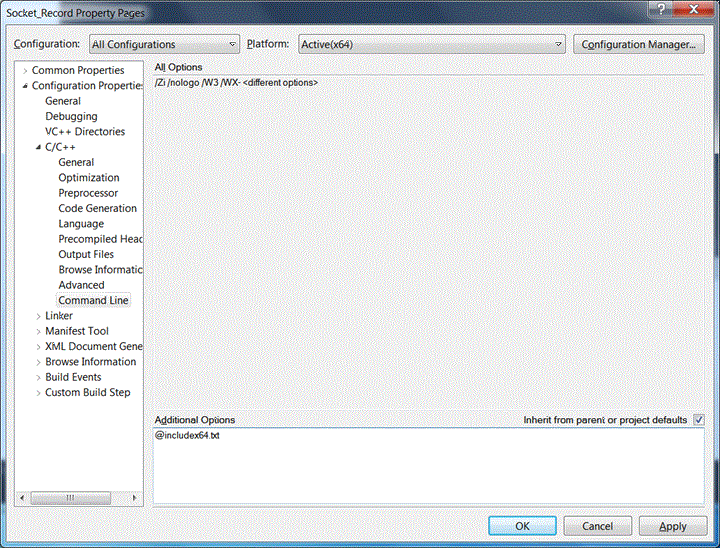 Socket_Record Property Pages
Configuration: All Configurations Platform: Active(x64) Configuration Manager...
Common Properties
Configuration Properties
General
Debugging
VC++ Directories
C/C++
General
Optimization
Preprocessor
Code Generation
Language
Precompiled Head
Output Files
Browse Informatic
Advanced
Command Line
Linker
Manifest Tool
XML Document Gene
Browse Information
Build Events
Custom Build Step
All Options
/Zi /nologo /W3 /WX- <different options>
Additional Options Inherit from parent or project defaults
@includex64.txt
OK Cancel Apply